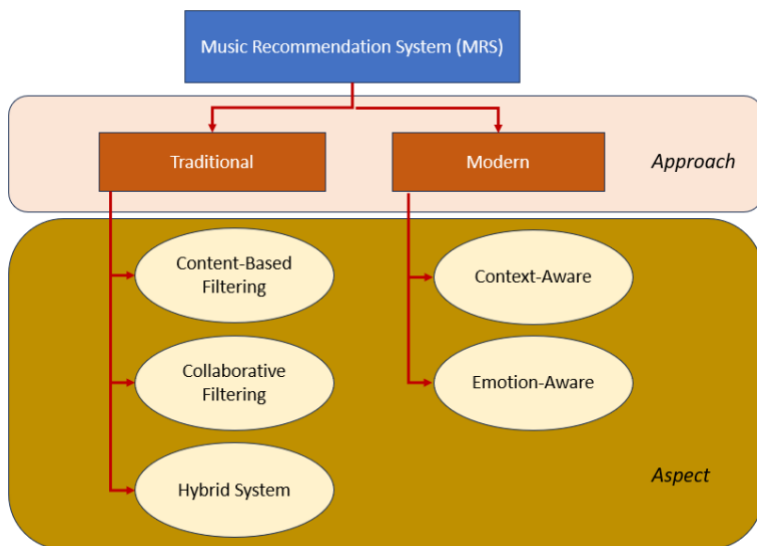 Music Recommendation System (MRS)
Traditional
Modern
Approach
Content-Based
Filtering
Context-Aware
Collaborative
Filtering
Emotion-Aware
Hybrid System
Aspect